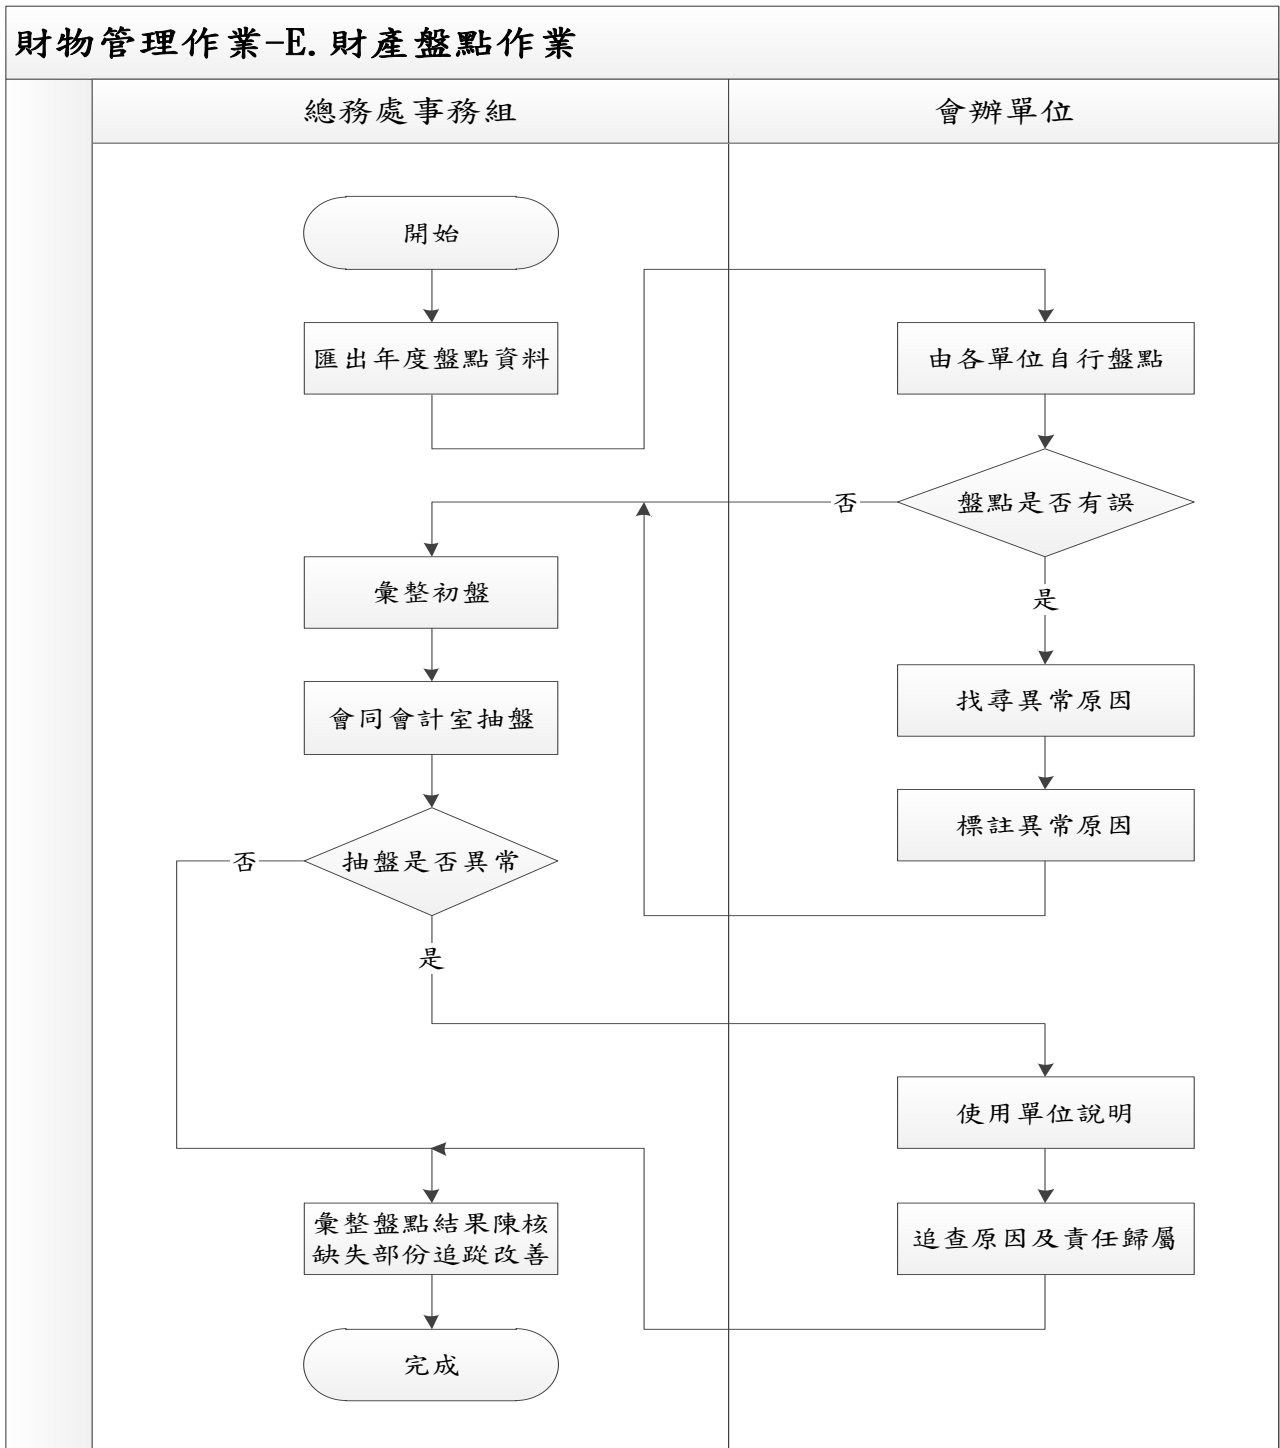 財物管理作業-E.財產盤點作業
總務處事務組
會辦單位
開始
匯出年度盤點資料
由各單位自行盤點
盤點是否有誤
否
是
彙整初盤
找尋異常原因
會同會計室抽盤
標註異常原因
抽盤是否異常
否
是
使用單位說明
追查原因及責任歸屬
彙整盤點結果陳核
缺失部份追蹤改善
完成